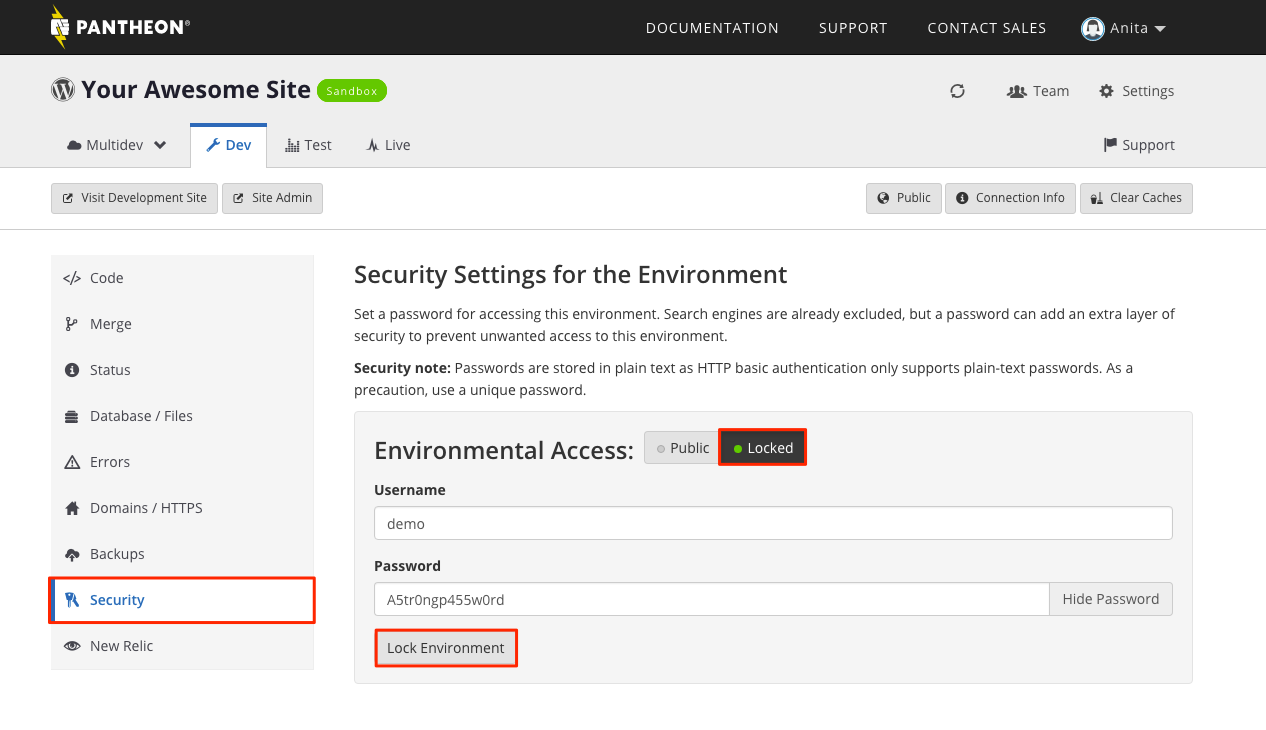 PANTHEON®
DOCUMENTATION SUPPORT CONTACT SALES Anita
Your Awesome Site Sandbox
Team Settings
Multidev Dev Test Live Support
Visit Development Site Site Admin Public Connection Info Clear Caches
Code
Merge
Status
Database / Files
Errors
Domains / HTTPS
Backups
Security
New Relic
Security Settings for the Environment
Set a password for accessing this environment. Search engines are already excluded, but a password can add an extra layer of
security to prevent unwanted access to this environment.
Security note: Passwords are stored in plain text as HTTP basic authentication only supports plain-text passwords. As a
precaution, use a unique password.
Environmental Access: Public Locked
Username
demo
Password
A5tr0ngp455w0rd Hide Password
Lock Environment